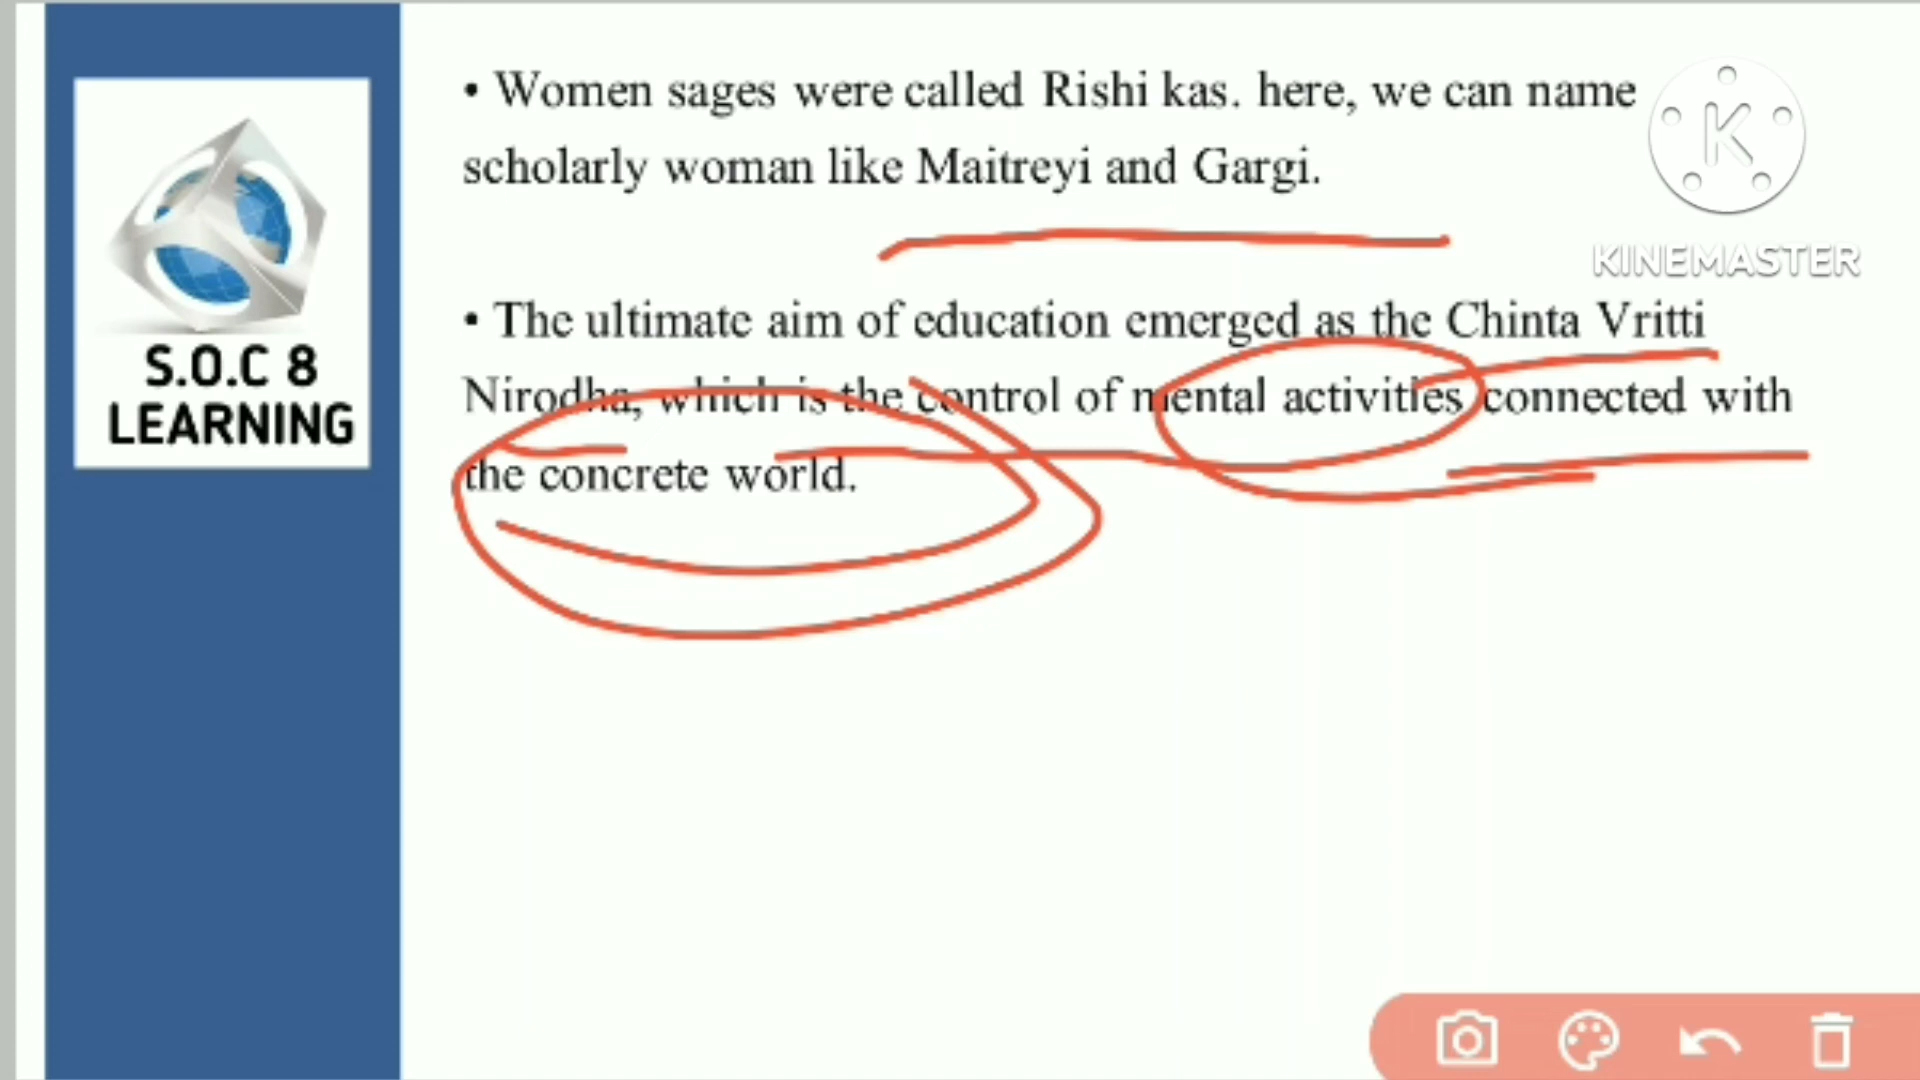 • Women sages were called Rishi kas. here, we can name
scholarly woman like Maitreyi and Gargi.
KINEMASTER
• The ultimate aim of education emerged as the Chinta Vritti
Nirodha, which is the control of mental activities connected with
the concrete world.
S.O.C 8
LEARNING